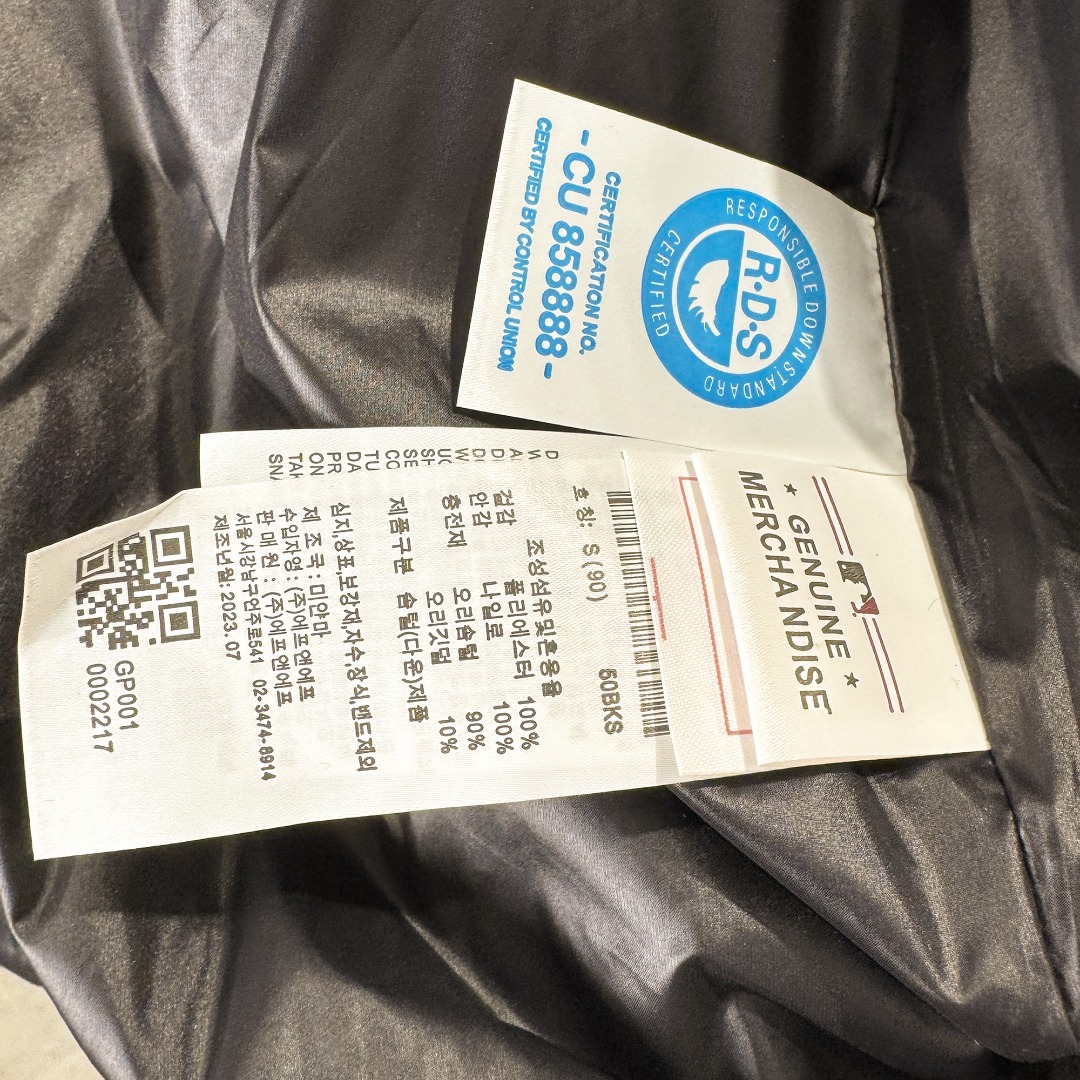 RESPONSIBLE DOWN STANDARD
R·D·S
CERTIFIED
CERTIFICATION NO.
- CU 858888 -
CERTIFIED BY CONTROL UNION
GENUINE
MERCHANDISE
50BKS
호칭: S (90)
조성섬유및혼용율
겉감 폴리에스터 100%
안감 나일론 100%
충전재 오리솜털 90%
오리깃털 10%
제품구분 솜털(다운)제품
심지,상표,보강재,자수,장식,밴드제외
제 조 국 : 미얀마
수입자명 : (주)에프앤에프
판 매 원 : (주)에프앤에프
서울시강남구언주로541 02-3474-8914
제조년월 2023. 07
GP001
0002217